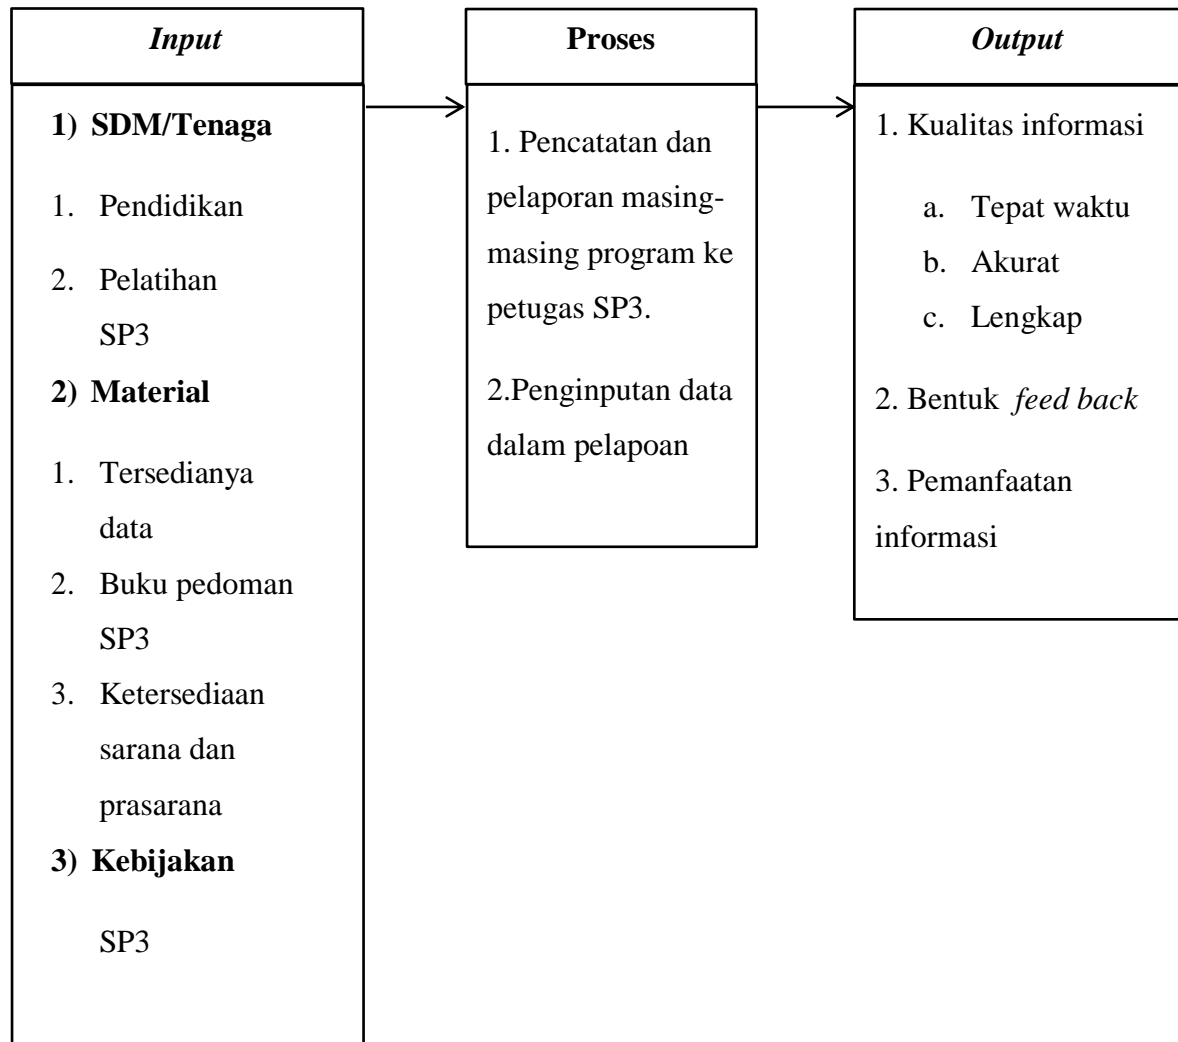 Input
1) SDM/Tenaga
1. Pendidikan
2. Pelatihan
SP3
2) Material
1. Tersedianya
data
2. Buku pedoman
SP3
3. Ketersediaan
sarana dan
prasarana
3) Kebijakan
SP3
Proses
1. Pencatatan dan
pelaporan masing-
masing program ke
petugas SP3.
2.Penginputan data
dalam pelapoan
Output
1. Kualitas informasi
a. Tepat waktu
b. Akurat
c. Lengkap
2. Bentuk feed back
3. Pemanfaatan
informasi